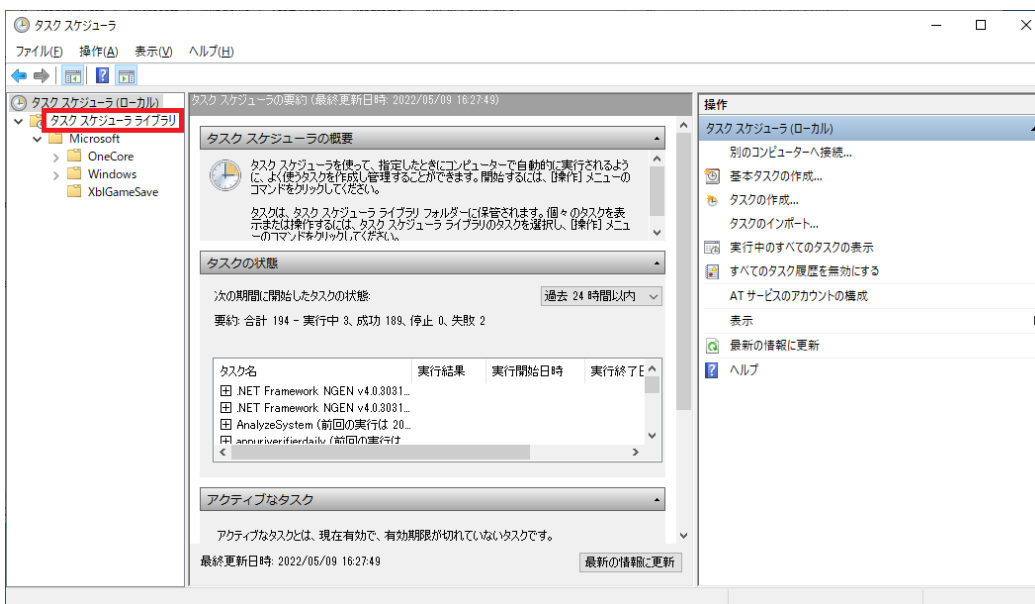 タスク スケジューラ
ファイル(F) 操作(A) 表示(V) ヘルプ(H)
タスク スケジューラ (ローカル)
タスク スケジューラ ライブラリ
Microsoft
OneCore
Windows
XblGameSave
タスク スケジューラの要約 (最終更新日時: 2022/05/09 16:27:49)
タスク スケジューラの概要
タスク スケジューラを使って、指定したときにコンピューターで自動的に実行されるよう
に、よく使うタスクを作成し管理することができます。開始するには、[操作] メニューの
コマンドをクリックしてください。
タスクは、タスク スケジューラ ライブラリ フォルダーに保管されます。個々のタスクを表
示または操作するには、タスク スケジューラ ライブラリのタスクを選択し、[操作] メニュ
ーのコマンドをクリックしてください。
タスクの状態
次の期間に開始したタスクの状態:
過去 24 時間以内
要約: 合計 194 - 実行中 3、成功 189、停止 0、失敗 2
タスク名 実行結果 実行開始日時 実行終了
.NET Framework NGEN v4.0.3031...
.NET Framework NGEN v4.0.3031...
AnalyzeSystem (前回の実行は 20...
appuriverifierdaily (前回の実行は
アクティブなタスク
アクティブなタスクとは、現在有効で、有効期限が切れていないタスクです。
最終更新日時: 2022/05/09 16:27:49
最新の情報に更新
操作
タスク スケジューラ (ローカル)
別のコンピューターへ接続...
基本タスクの作成...
タスクの作成...
タスクのインポート...
実行中のすべてのタスクの表示
すべてのタスク履歴を無効にする
AT サービスのアカウントの構成
表示
最新の情報に更新
ヘルプ